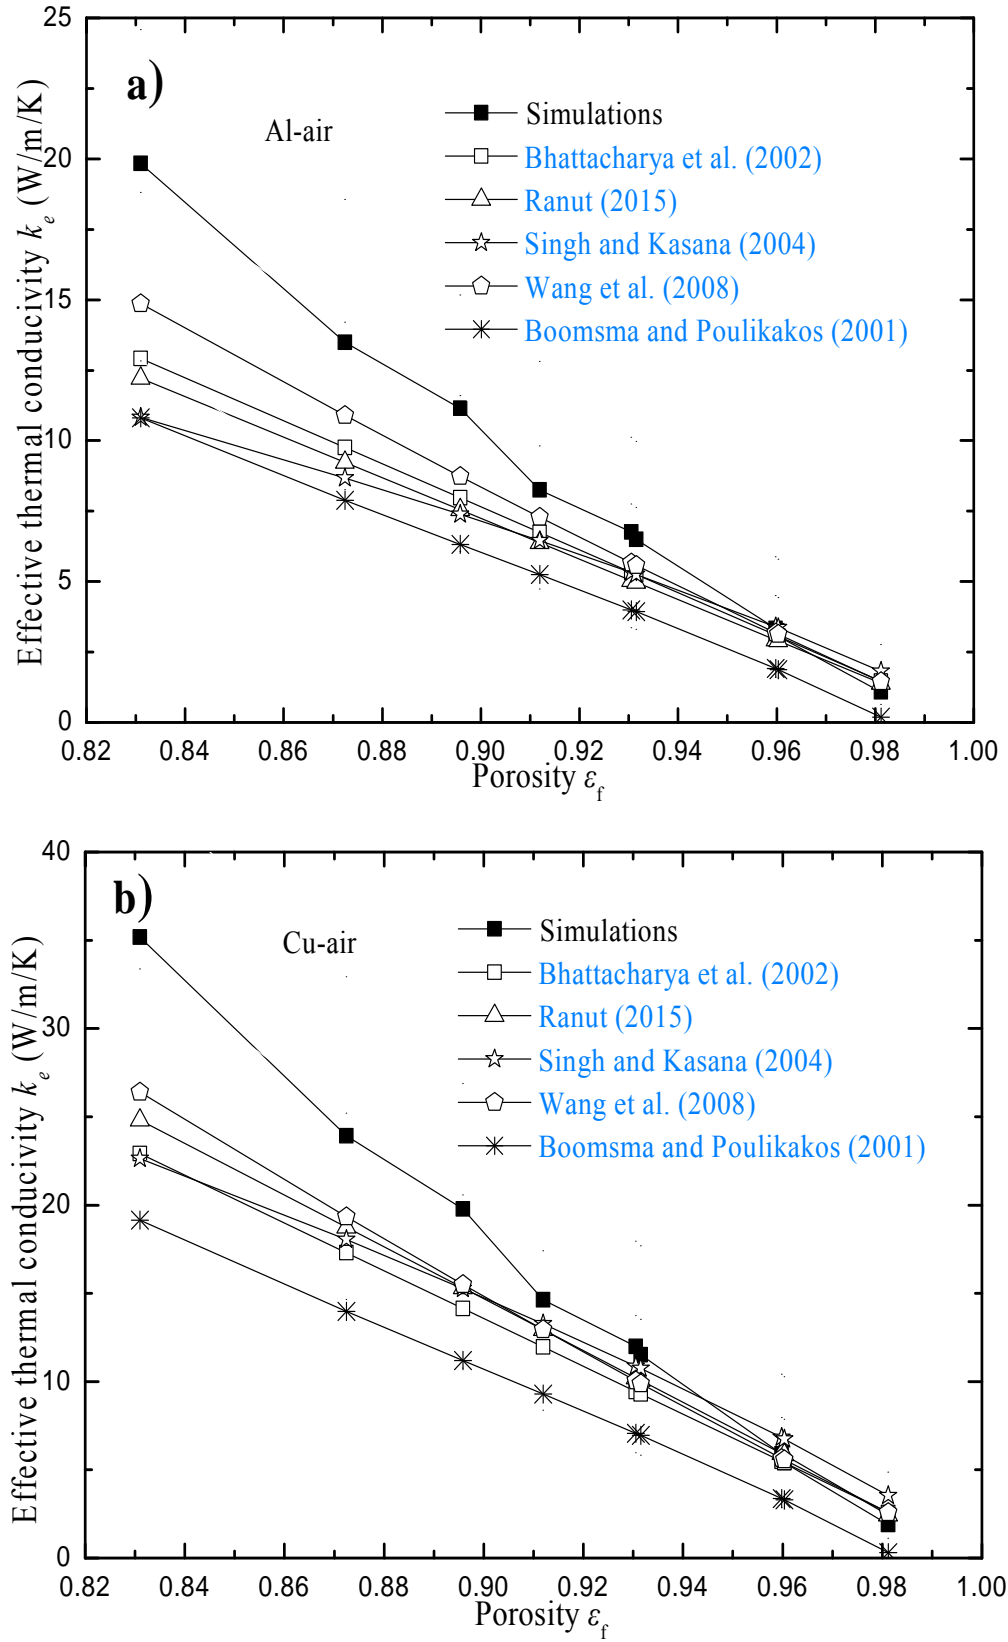 25
20
15
10
5
0
Effective thermal conducivity k_e (W/m/K)
a)
Al-air
Simulations
Bhattacharya et al. (2002)
Ranut (2015)
Singh and Kasana (2004)
Wang et al. (2008)
Boomsma and Poulikakos (2001)
0.82 0.84 0.86 0.88 0.90 0.92 0.94 0.96 0.98 1.00
Porosity ε_f
40
30
20
10
0
Effective thermal conducivity k_e (W/m/K)
b)
Cu-air
Simulations
Bhattacharya et al. (2002)
Ranut (2015)
Singh and Kasana (2004)
Wang et al. (2008)
Boomsma and Poulikakos (2001)
0.82 0.84 0.86 0.88 0.90 0.92 0.94 0.96 0.98 1.00
Porosity ε_f